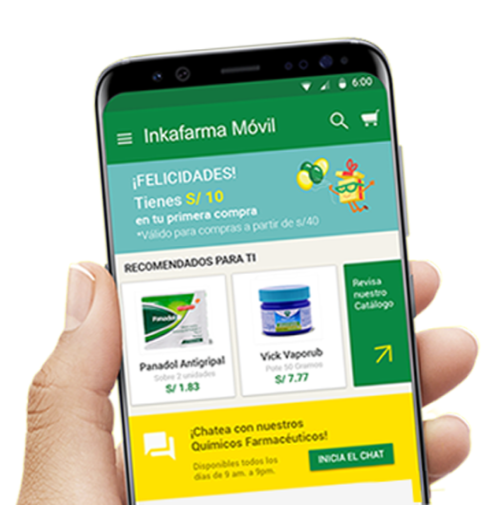 6:00
Inkafarma Móvil
¡FELICIDADES!
Tienes S/ 10
en tu primera compra
*Válido para compras a partir de s/40
RECOMENDADOS PARA TI
Panadol
Panadol Antigripal
Sobre 2 unidades
S/ 1.83
Vick Vaporub
Pote 50 Gramos
S/ 7.77
Revisa
nuestro
Catálogo
¡Chatea con nuestros
Químicos Farmacéuticos!
Disponibles todos los
días de 9 am. a 9pm.
INICIA EL CHAT